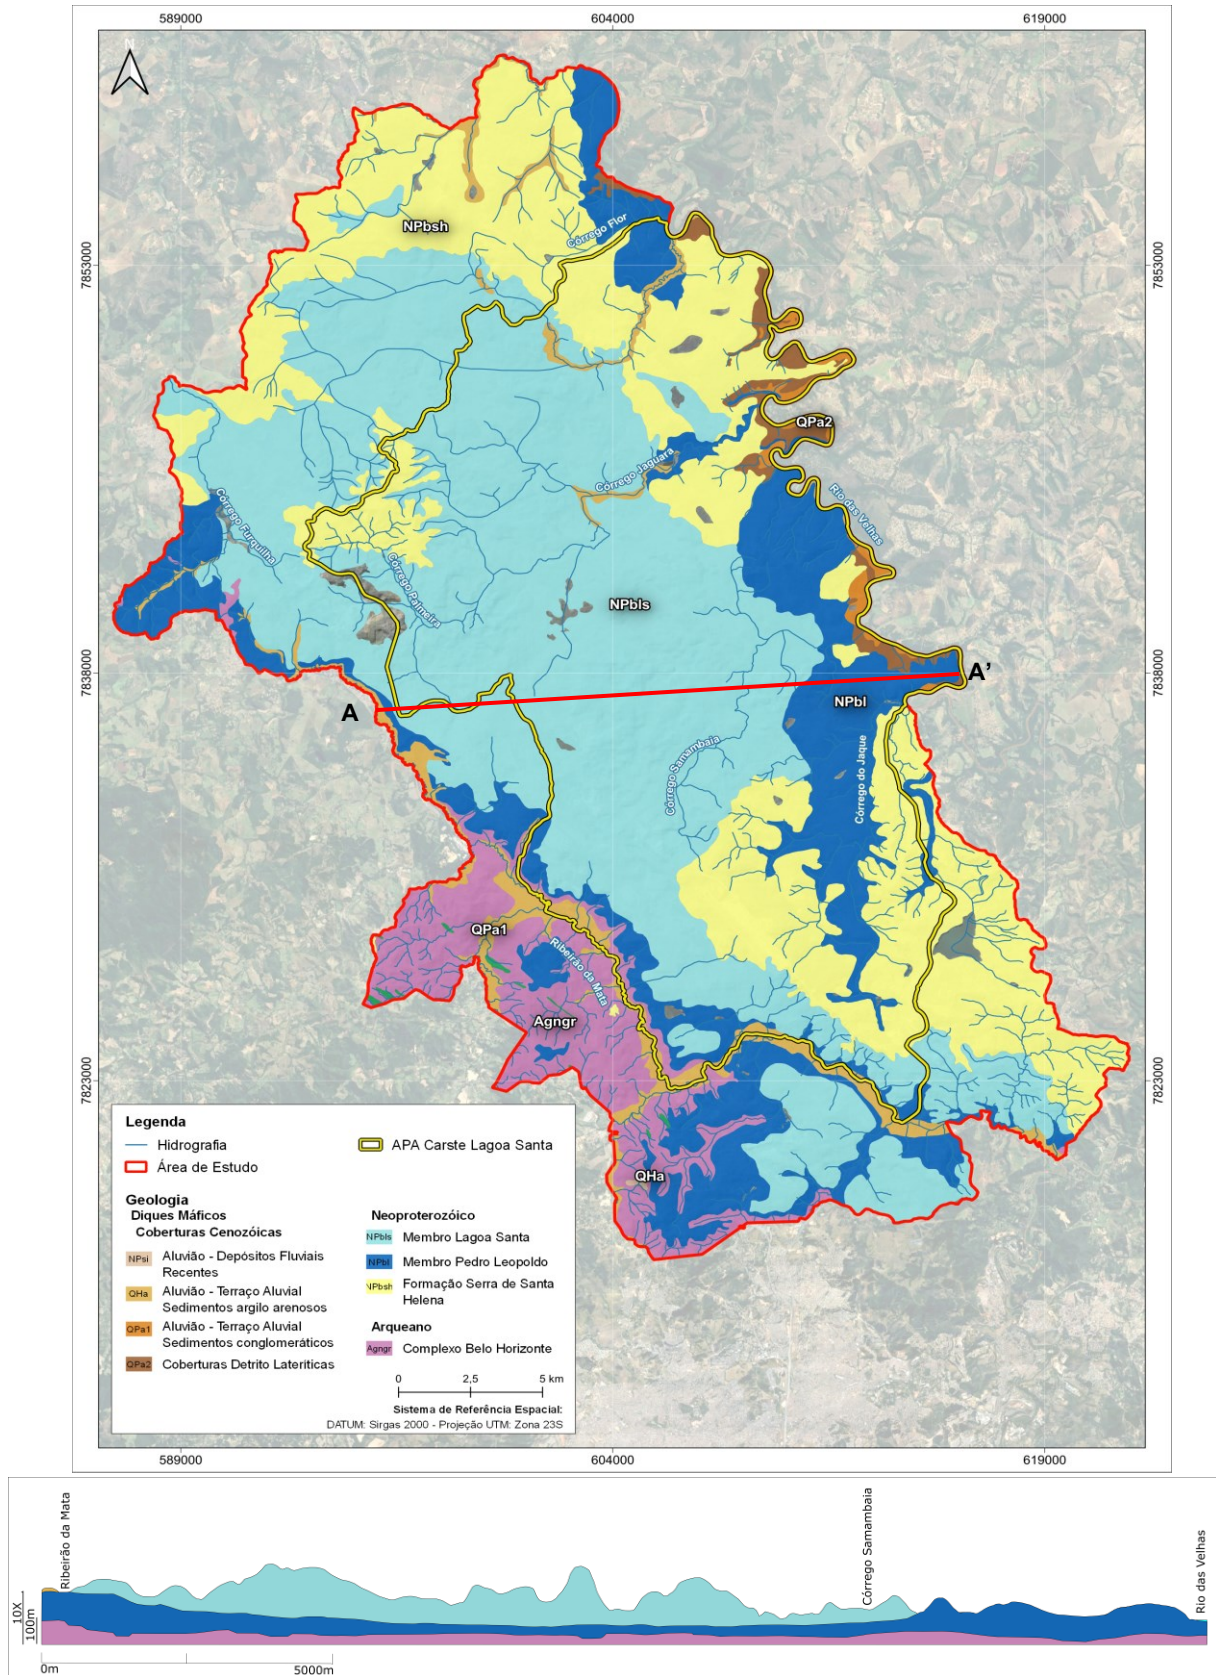 589000
604000
619000
N
NPbsh
Córrego Flor
7853000
7853000
QPa2
Córrego Jaguara
Rio das Velhas
Córrego Furquilha
Córrego Palmeira
NPbls
7838000
7838000
A
A'
NPbl
Córrego Samambaia
Córrego do Jaque
QPa1
Ribeirão da Mata
Agngr
7823000
7823000
QHa
Legenda
Hidrografia
APA Carste Lagoa Santa
Área de Estudo
Geologia
Diques Máficos
Coberturas Cenozóicas
NPsi Aluvião - Depósitos Fluviais
Recentes
QHa Aluvião - Terraço Aluvial
Sedimentos argilo arenosos
QPa1 Aluvião - Terraço Aluvial
Sedimentos conglomeráticos
QPa2 Coberturas Detrito Lateriticas
Neoproterozóico
NPbls Membro Lagoa Santa
NPbl Membro Pedro Leopoldo
NPbsh Formação Serra de Santa
Helena
Arqueano
Agngr Complexo Belo Horizonte
0 2,5 5 km
Sistema de Referência Espacial:
DATUM: Sirgas 2000 - Projeção UTM: Zona 23S
589000
604000
619000
Ribeirão da Mata
Córrego Samambaia
Rio das Velhas
10X
100m
0m
5000m